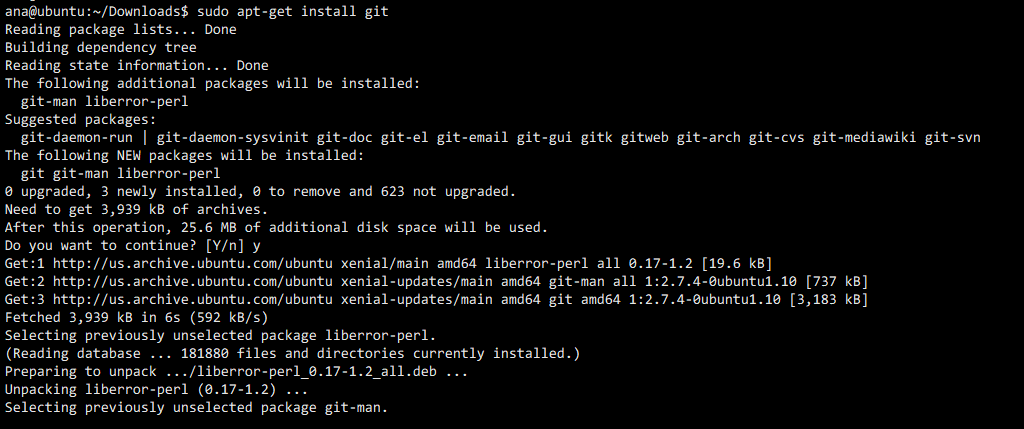 ana@ubuntu:~/Downloads$ sudo apt-get install git
Reading package lists... Done
Building dependency tree
Reading state information... Done
The following additional packages will be installed:
  git-man liberror-perl
Suggested packages:
  git-daemon-run | git-daemon-sysvinit git-doc git-el git-email git-gui gitk gitweb git-arch git-cvs git-mediawiki git-svn
The following NEW packages will be installed:
  git git-man liberror-perl
0 upgraded, 3 newly installed, 0 to remove and 623 not upgraded.
Need to get 3,939 kB of archives.
After this operation, 25.6 MB of additional disk space will be used.
Do you want to continue? [Y/n] y
Get:1 http://us.archive.ubuntu.com/ubuntu xenial/main amd64 liberror-perl all 0.17-1.2 [19.6 kB]
Get:2 http://us.archive.ubuntu.com/ubuntu xenial-updates/main amd64 git-man all 1:2.7.4-0ubuntu1.10 [737 kB]
Get:3 http://us.archive.ubuntu.com/ubuntu xenial-updates/main amd64 git amd64 1:2.7.4-0ubuntu1.10 [3,183 kB]
Fetched 3,939 kB in 6s (592 kB/s)
Selecting previously unselected package liberror-perl.
(Reading database ... 181880 files and directories currently installed.)
Preparing to unpack .../liberror-perl_0.17-1.2_all.deb ...
Unpacking liberror-perl (0.17-1.2) ...
Selecting previously unselected package git-man.